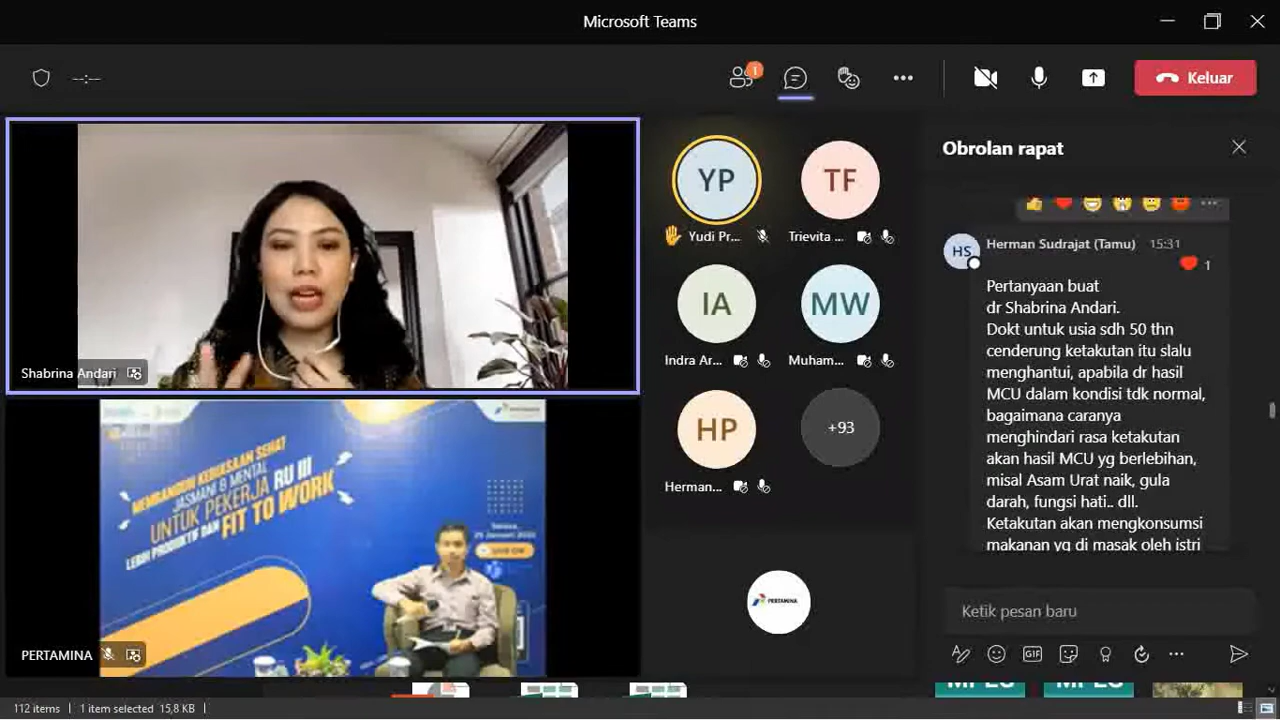 Microsoft Teams
--:--
1
Keluar
Shabrina Andari
YP
Yudi Pr...
TF
Trievita ...
IA
Indra Ar...
MW
Muham...
HP
Herman...
+93
PERTAMINA
Obrolan rapat
HS
Herman Sudrajat (Tamu) 15:31
1
Pertanyaan buat
dr Shabrina Andari.
Dokt untuk usia sdh 50 thn
cenderung ketakutan itu slalu
menghantui, apabila dr hasil
MCU dalam kondisi tdk normal,
bagaimana caranya
menghindari rasa ketakutan
akan hasil MCU yg berlebihan,
misal Asam Urat naik, gula
darah, fungsi hati.. dll.
Ketakutan akan mengkonsumsi
makanan yg di masak oleh istri
Ketik pesan baru
GIF
PERTAMINA
MEMBANGUN KEBIASAAN SEHAT
JASMANI & MENTAL
UNTUK PEKERJA RU III
LEBIH PRODUKTIF DAN FIT TO WORK
PERTAMINA
112 items
1 item selected 15,8 KB